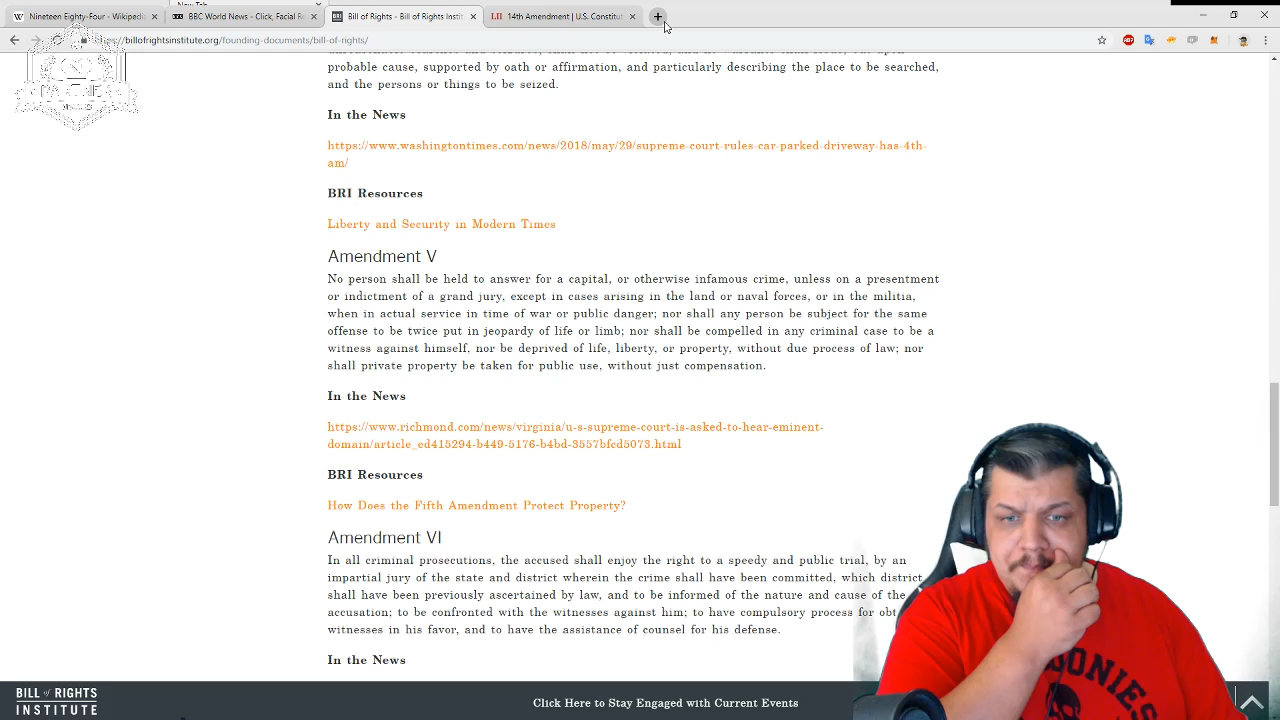 Nineteen Eighty-Four - Wikiped
BBC World News - Click, Facial Re
Bill of Rights - Bill of Rights Insti
14th Amendment | U.S. Constitut
https://billofrightsinstitute.org/founding-documents/bill-of-rights/
probable cause, supported by oath or affirmation, and particularly describing the place to be searched,
and the persons or things to be seized.
In the News
https://www.washingtontimes.com/news/2018/may/29/supreme-court-rules-car-parked-driveway-has-4th-
am/
BRI Resources
Liberty and Security in Modern Times
Amendment V
No person shall be held to answer for a capital, or otherwise infamous crime, unless on a presentment
or indictment of a grand jury, except in cases arising in the land or naval forces, or in the militia,
when in actual service in time of war or public danger; nor shall any person be subject for the same
offense to be twice put in jeopardy of life or limb; nor shall be compelled in any criminal case to be a
witness against himself, nor be deprived of life, liberty, or property, without due process of law; nor
shall private property be taken for public use, without just compensation.
In the News
https://www.richmond.com/news/virginia/u-s-supreme-court-is-asked-to-hear-eminent-
domain/article_ed415294-b449-5176-b4bd-3557bfcd5073.html
BRI Resources
How Does the Fifth Amendment Protect Property?
Amendment VI
In all criminal prosecutions, the accused shall enjoy the right to a speedy and public trial, by an
impartial jury of the state and district wherein the crime shall have been committed, which district
shall have been previously ascertained by law, and to be informed of the nature and cause of the
accusation; to be confronted with the witnesses against him; to have compulsory process for obt
witnesses in his favor, and to have the assistance of counsel for his defense.
In the News
OONIES
BILL of RIGHTS
INSTITUTE
Click Here to Stay Engaged with Current Events